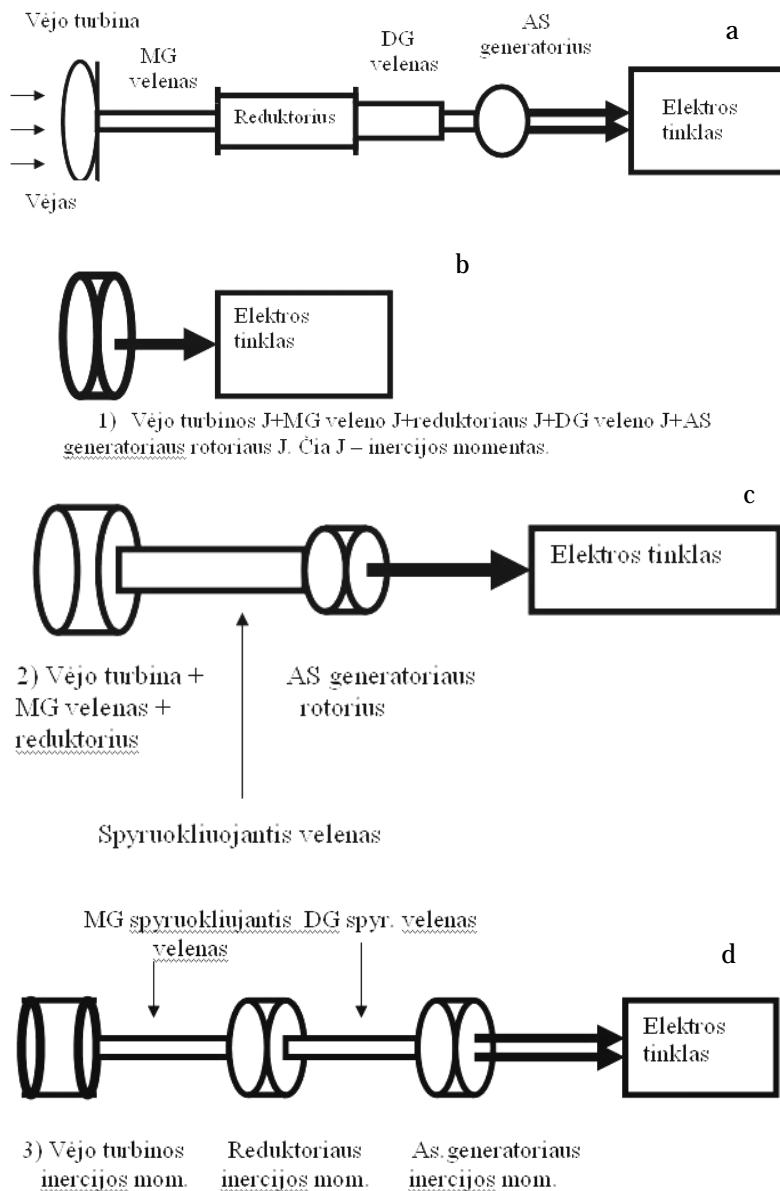 Vėjo turbina
MG
velenas
DG
velenas
AS
generatorius
a
Reduktorius
Elektros
tinklas
Vėjas
b
Elektros
tinklas
1) Vėjo turbinos J+MG veleno J+reduktoriaus J+DG veleno J+AS
generatoriaus rotoriaus J. Čia J – inercijos momentas.
c
Elektros tinklas
2) Vėjo turbina +
MG velenas +
reduktorius
AS generatoriaus
rotorius
Spyruokliuojantis velenas
MG spyruokliujantis
velenas
DG spyr. velenas
d
Elektros
tinklas
3) Vėjo turbinos
inercijos mom.
Reduktoriaus
inercijos mom.
As.generatoriaus
inercijos mom.